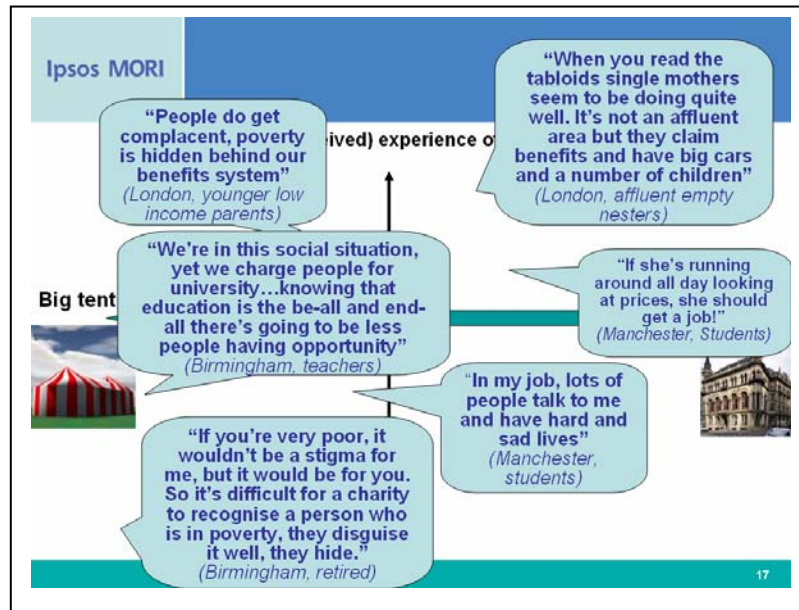 Ipsos MORI
“When you read the
tabloids single mothers
seem to be doing quite
well. It’s not an affluent
area but they claim
benefits and have big cars
and a number of children”
(London, affluent empty
nesters)
“People do get
complacent, poverty
is hidden behind our
benefits system”
(London, younger low
income parents)
experience
“We’re in this social situation,
yet we charge people for
university…knowing that
education is the be-all and end-
all there’s going to be less
people having opportunity”
(Birmingham, teachers)
Big tent
“If she’s running
around all day looking
at prices, she should
get a job!”
(Manchester, Students)
“In my job, lots of
people talk to me
and have hard and
sad lives”
(Manchester,
students)
“If you’re very poor, it
wouldn’t be a stigma for
me, but it would be for you.
So it’s difficult for a charity
to recognise a person who
is in poverty, they disguise
it well, they hide.”
(Birmingham, retired)
17